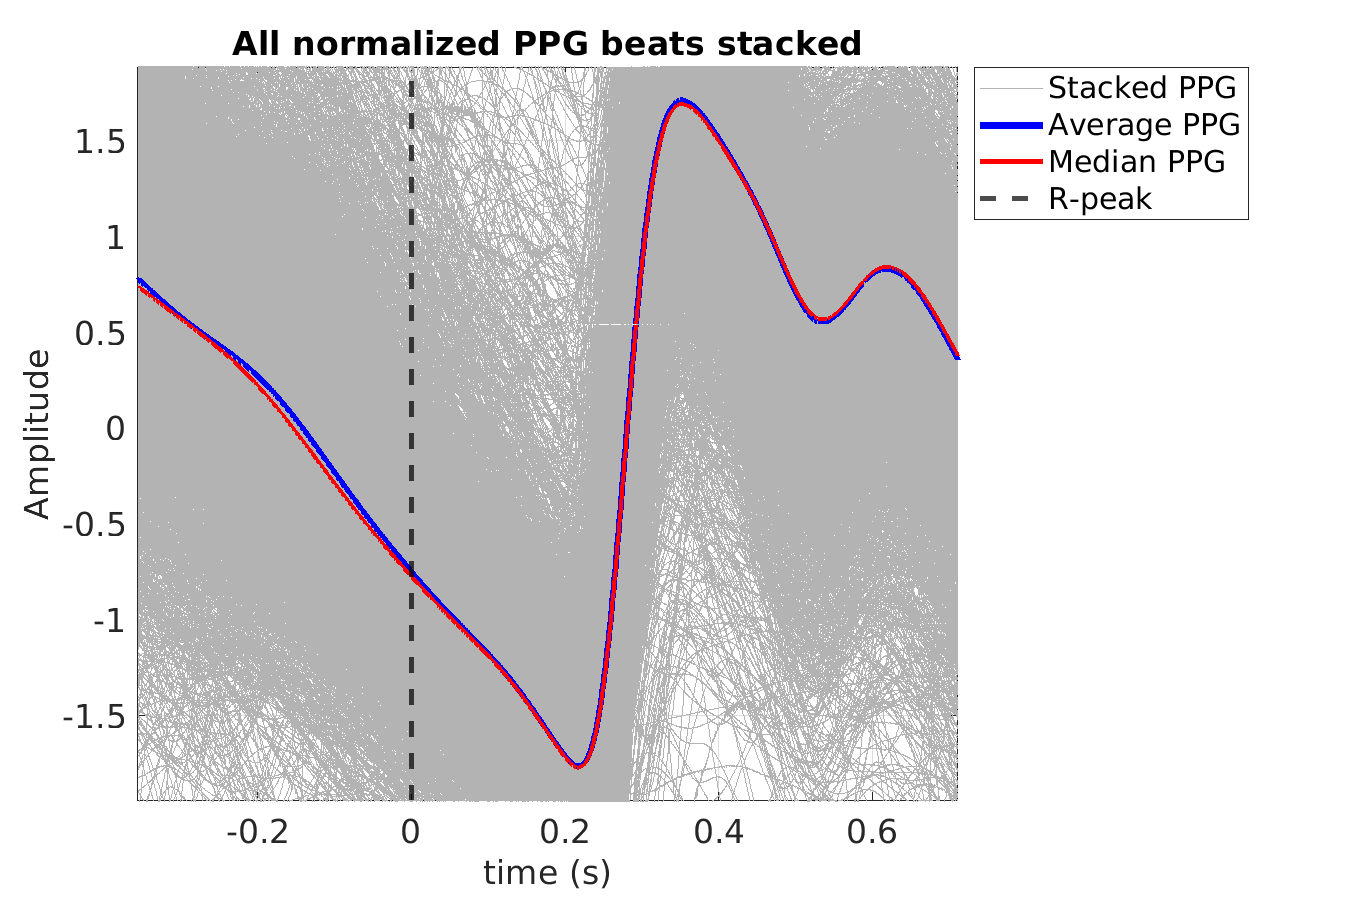 All normalized PPG beats stacked
Stacked PPG
Average PPG
Median PPG
R-peak
1.5
1
0.5
0
-0.5
-1
-1.5
Amplitude
-0.2 0 0.2 0.4 0.6
time (s)